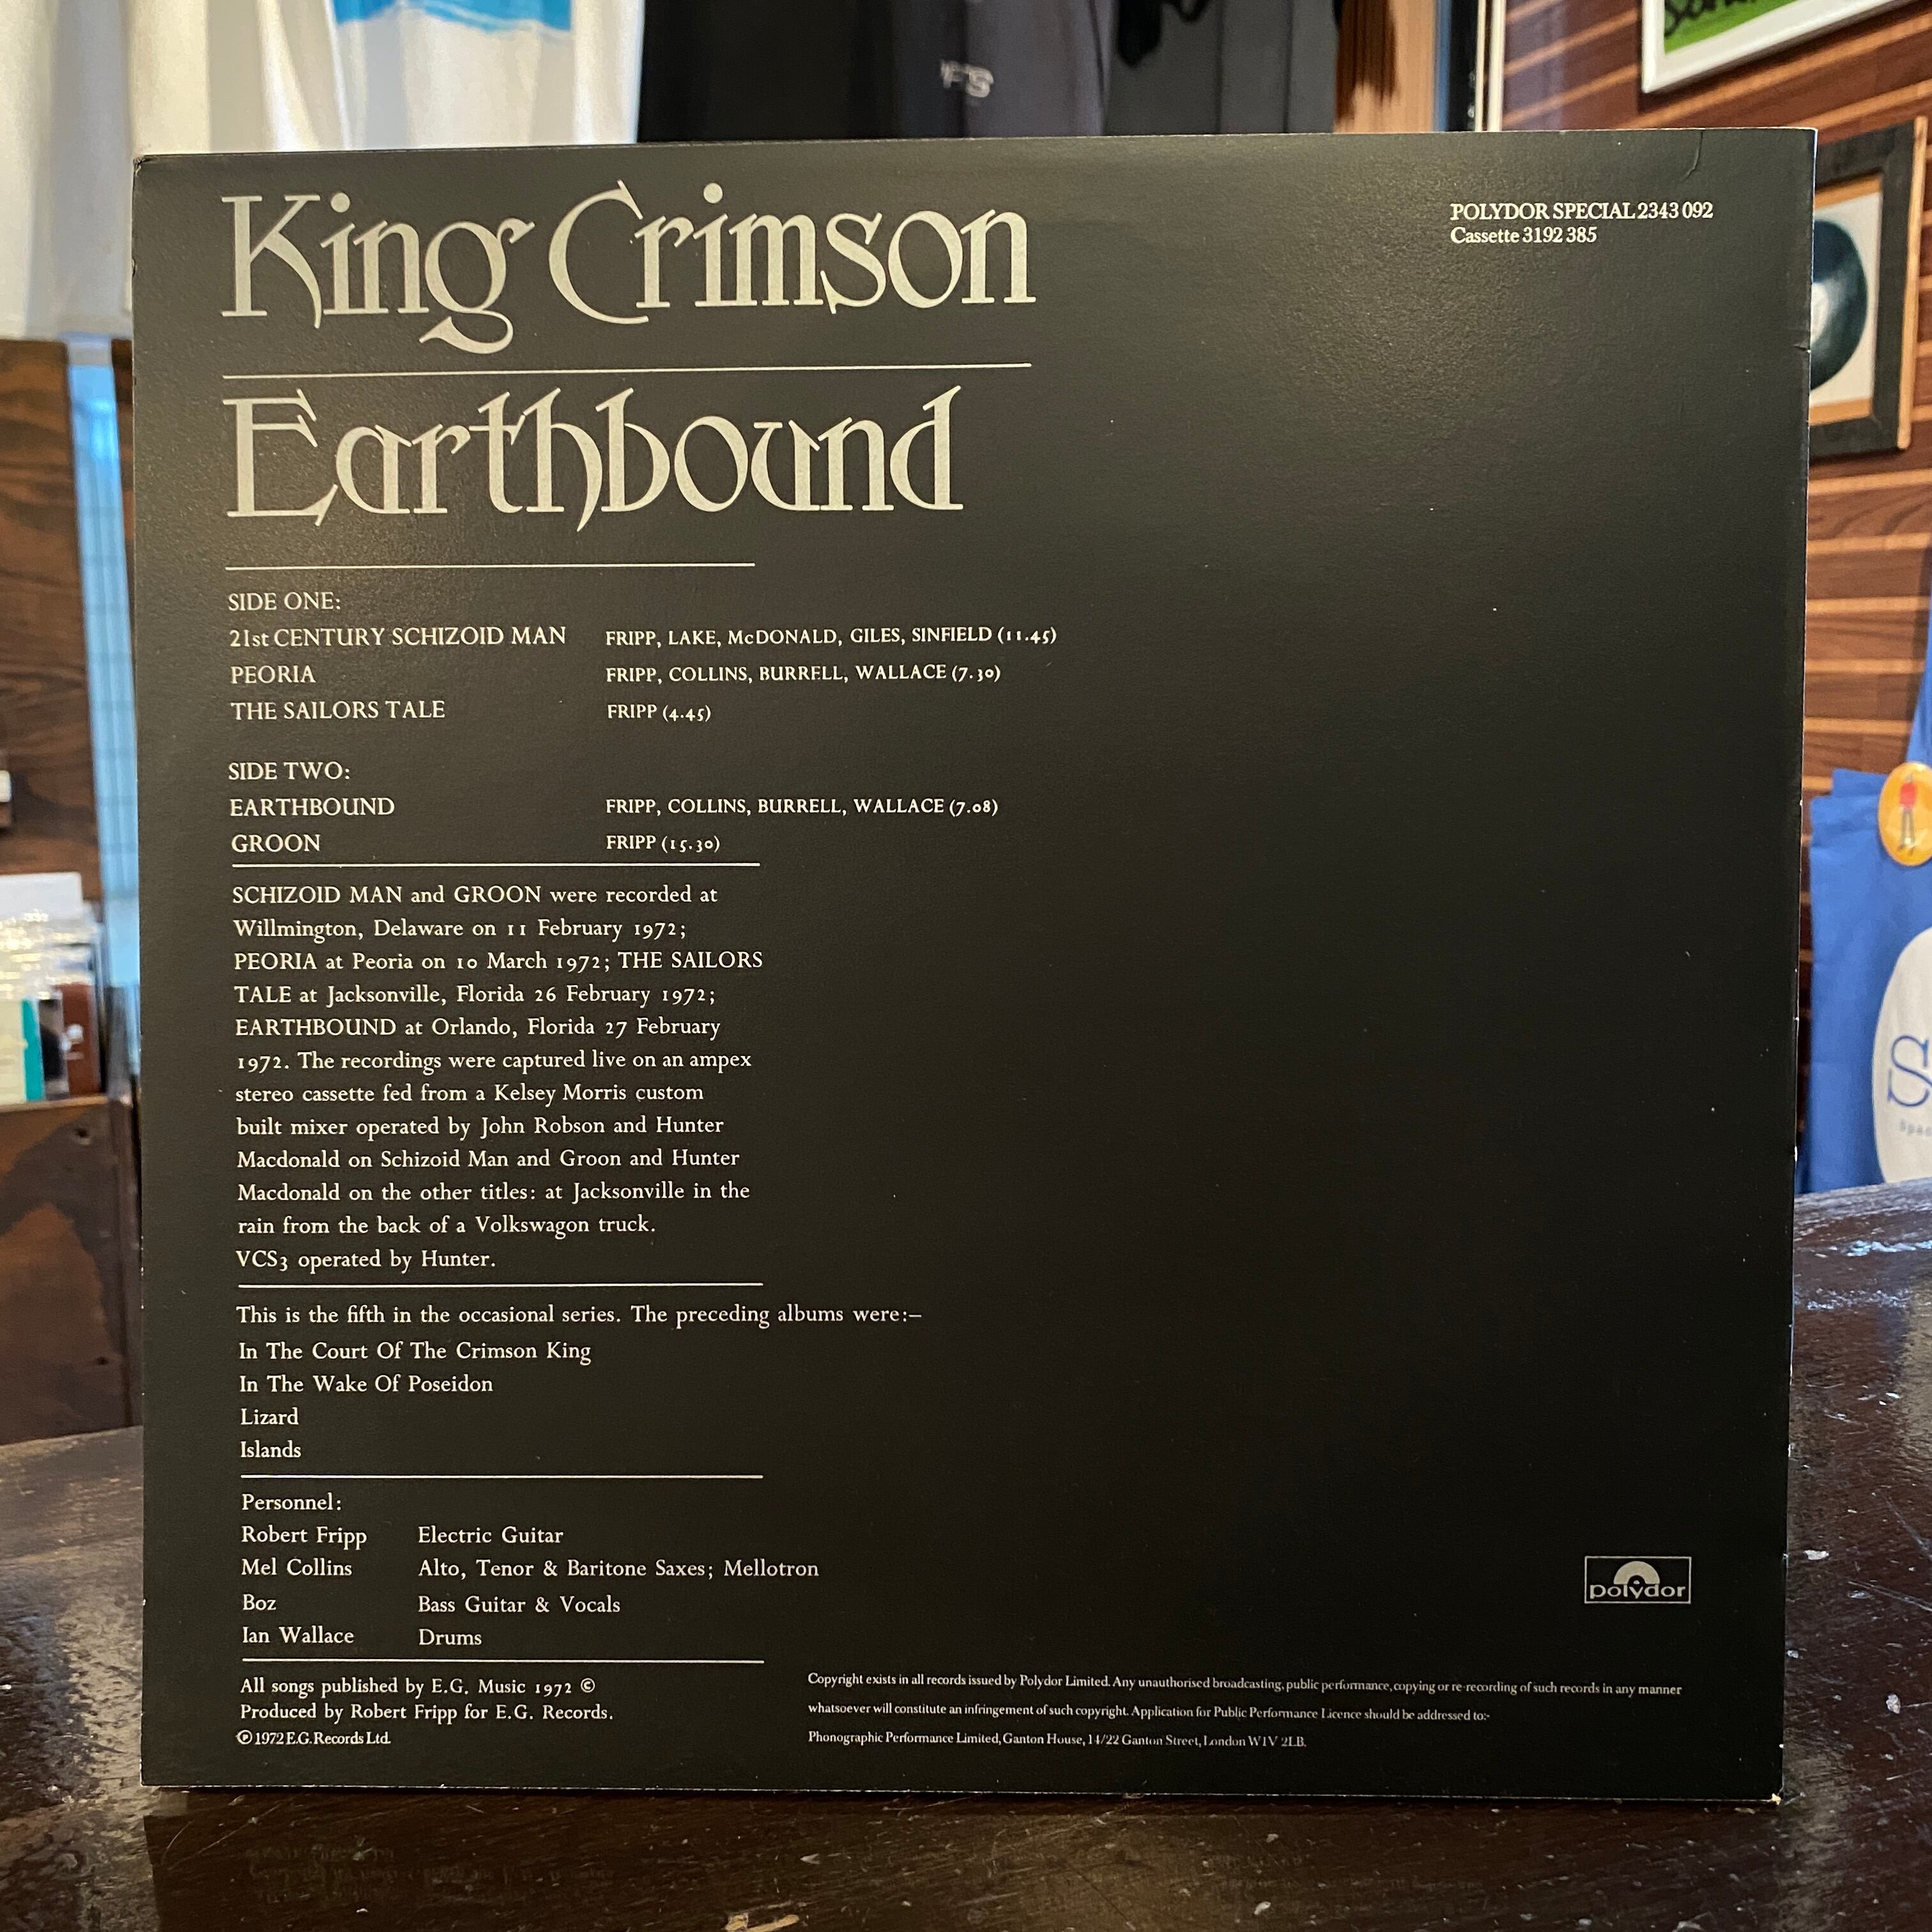 King Crimson
Earthbound
POLYDOR SPECIAL 2343 092
Cassette 3192 385
SIDE ONE:
21st CENTURY SCHIZOID MAN FRIPP, LAKE, McDONALD, GILES, SINFIELD (11.45)
PEORIA FRIPP, COLLINS, BURRELL, WALLACE (7.30)
THE SAILORS TALE FRIPP (4.45)
SIDE TWO:
EARTHBOUND FRIPP, COLLINS, BURRELL, WALLACE (7.08)
GROON FRIPP (15.30)
SCHIZOID MAN and GROON were recorded at
Willmington, Delaware on 11 February 1972;
PEORIA at Peoria on 10 March 1972; THE SAILORS
TALE at Jacksonville, Florida 26 February 1972;
EARTHBOUND at Orlando, Florida 27 February
1972. The recordings were captured live on an ampex
stereo cassette fed from a Kelsey Morris custom
built mixer operated by John Robson and Hunter
Macdonald on Schizoid Man and Groon and Hunter
Macdonald on the other titles: at Jacksonville in the
rain from the back of a Volkswagon truck.
VCS3 operated by Hunter.
This is the fifth in the occasional series. The preceding albums were:–
In The Court Of The Crimson King
In The Wake Of Poseidon
Lizard
Islands
Personnel:
Robert Fripp Electric Guitar
Mel Collins Alto, Tenor & Baritone Saxes; Mellotron
Boz Bass Guitar & Vocals
Ian Wallace Drums
polydor
All songs published by E.G. Music 1972 ©
Produced by Robert Fripp for E.G. Records.
℗ 1972 E.G. Records Ltd.
Copyright exists in all records issued by Polydor Limited. Any unauthorised broadcasting, public performance, copying or re-recording of such records in any manner
whatsoever will constitute an infringement of such copyright. Application for Public Performance Licence should be addressed to:-
Phonographic Performance Limited, Ganton House, 14/22 Ganton Street, London W1V 2LB.